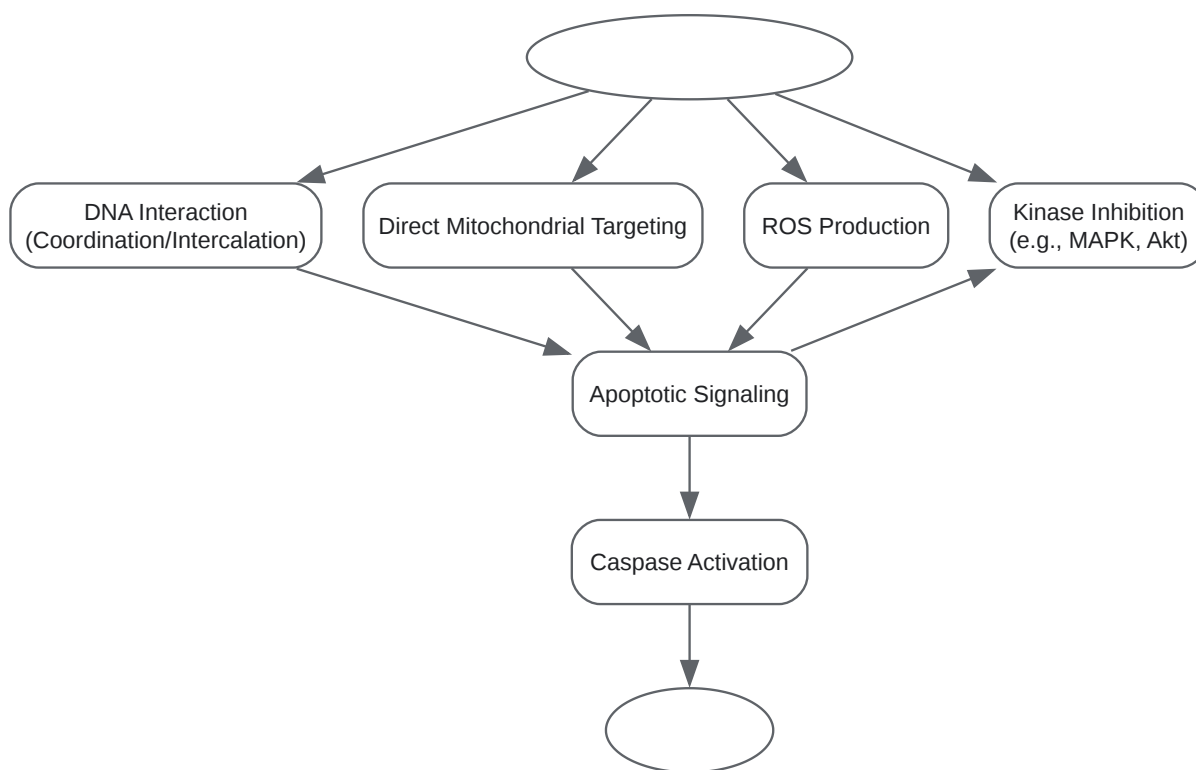 DNA Interaction
(Coordination/Intercalation)
Direct Mitochondrial Targeting
ROS Production
Kinase Inhibition
(e.g., MAPK, Akt)
Apoptotic Signaling
Caspase Activation